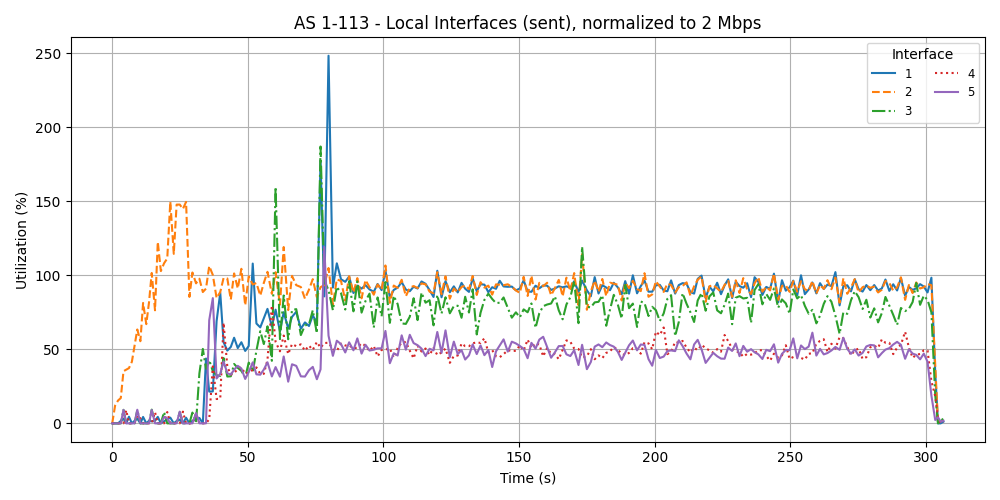 AS 1-113 - Local Interfaces (sent), normalized to 2 Mbps
Interface
1
2
3
4
5
Utilization (%)
250
200
150
100
50
0
0 50 100 150 200 250 300
Time (s)